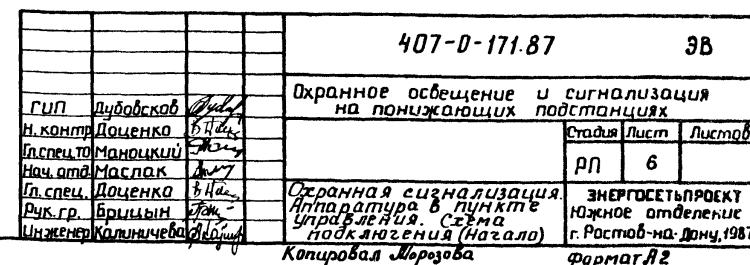 407-0-171.87 ЭВ
Охранное освещение и сигнализация
на понижающих подстанциях
ГИП Дубовсков
Н. контр Доценко
Гл.спец.ТО Маноцкий
Нач. отд. Маслак
Гл. спец. Доценко
Рук. гр. Брицын
Инженер Калиничева
Стадия Лист Листов
РП 6
Охранная сигнализация.
Аппаратура в пункте
управления. Схема
подключения (начало)
ЭНЕРГОСЕТЬПРОЕКТ
Южное отделение
г. Ростов-на-Дону, 1987
Копировал Морозова
Формат А2